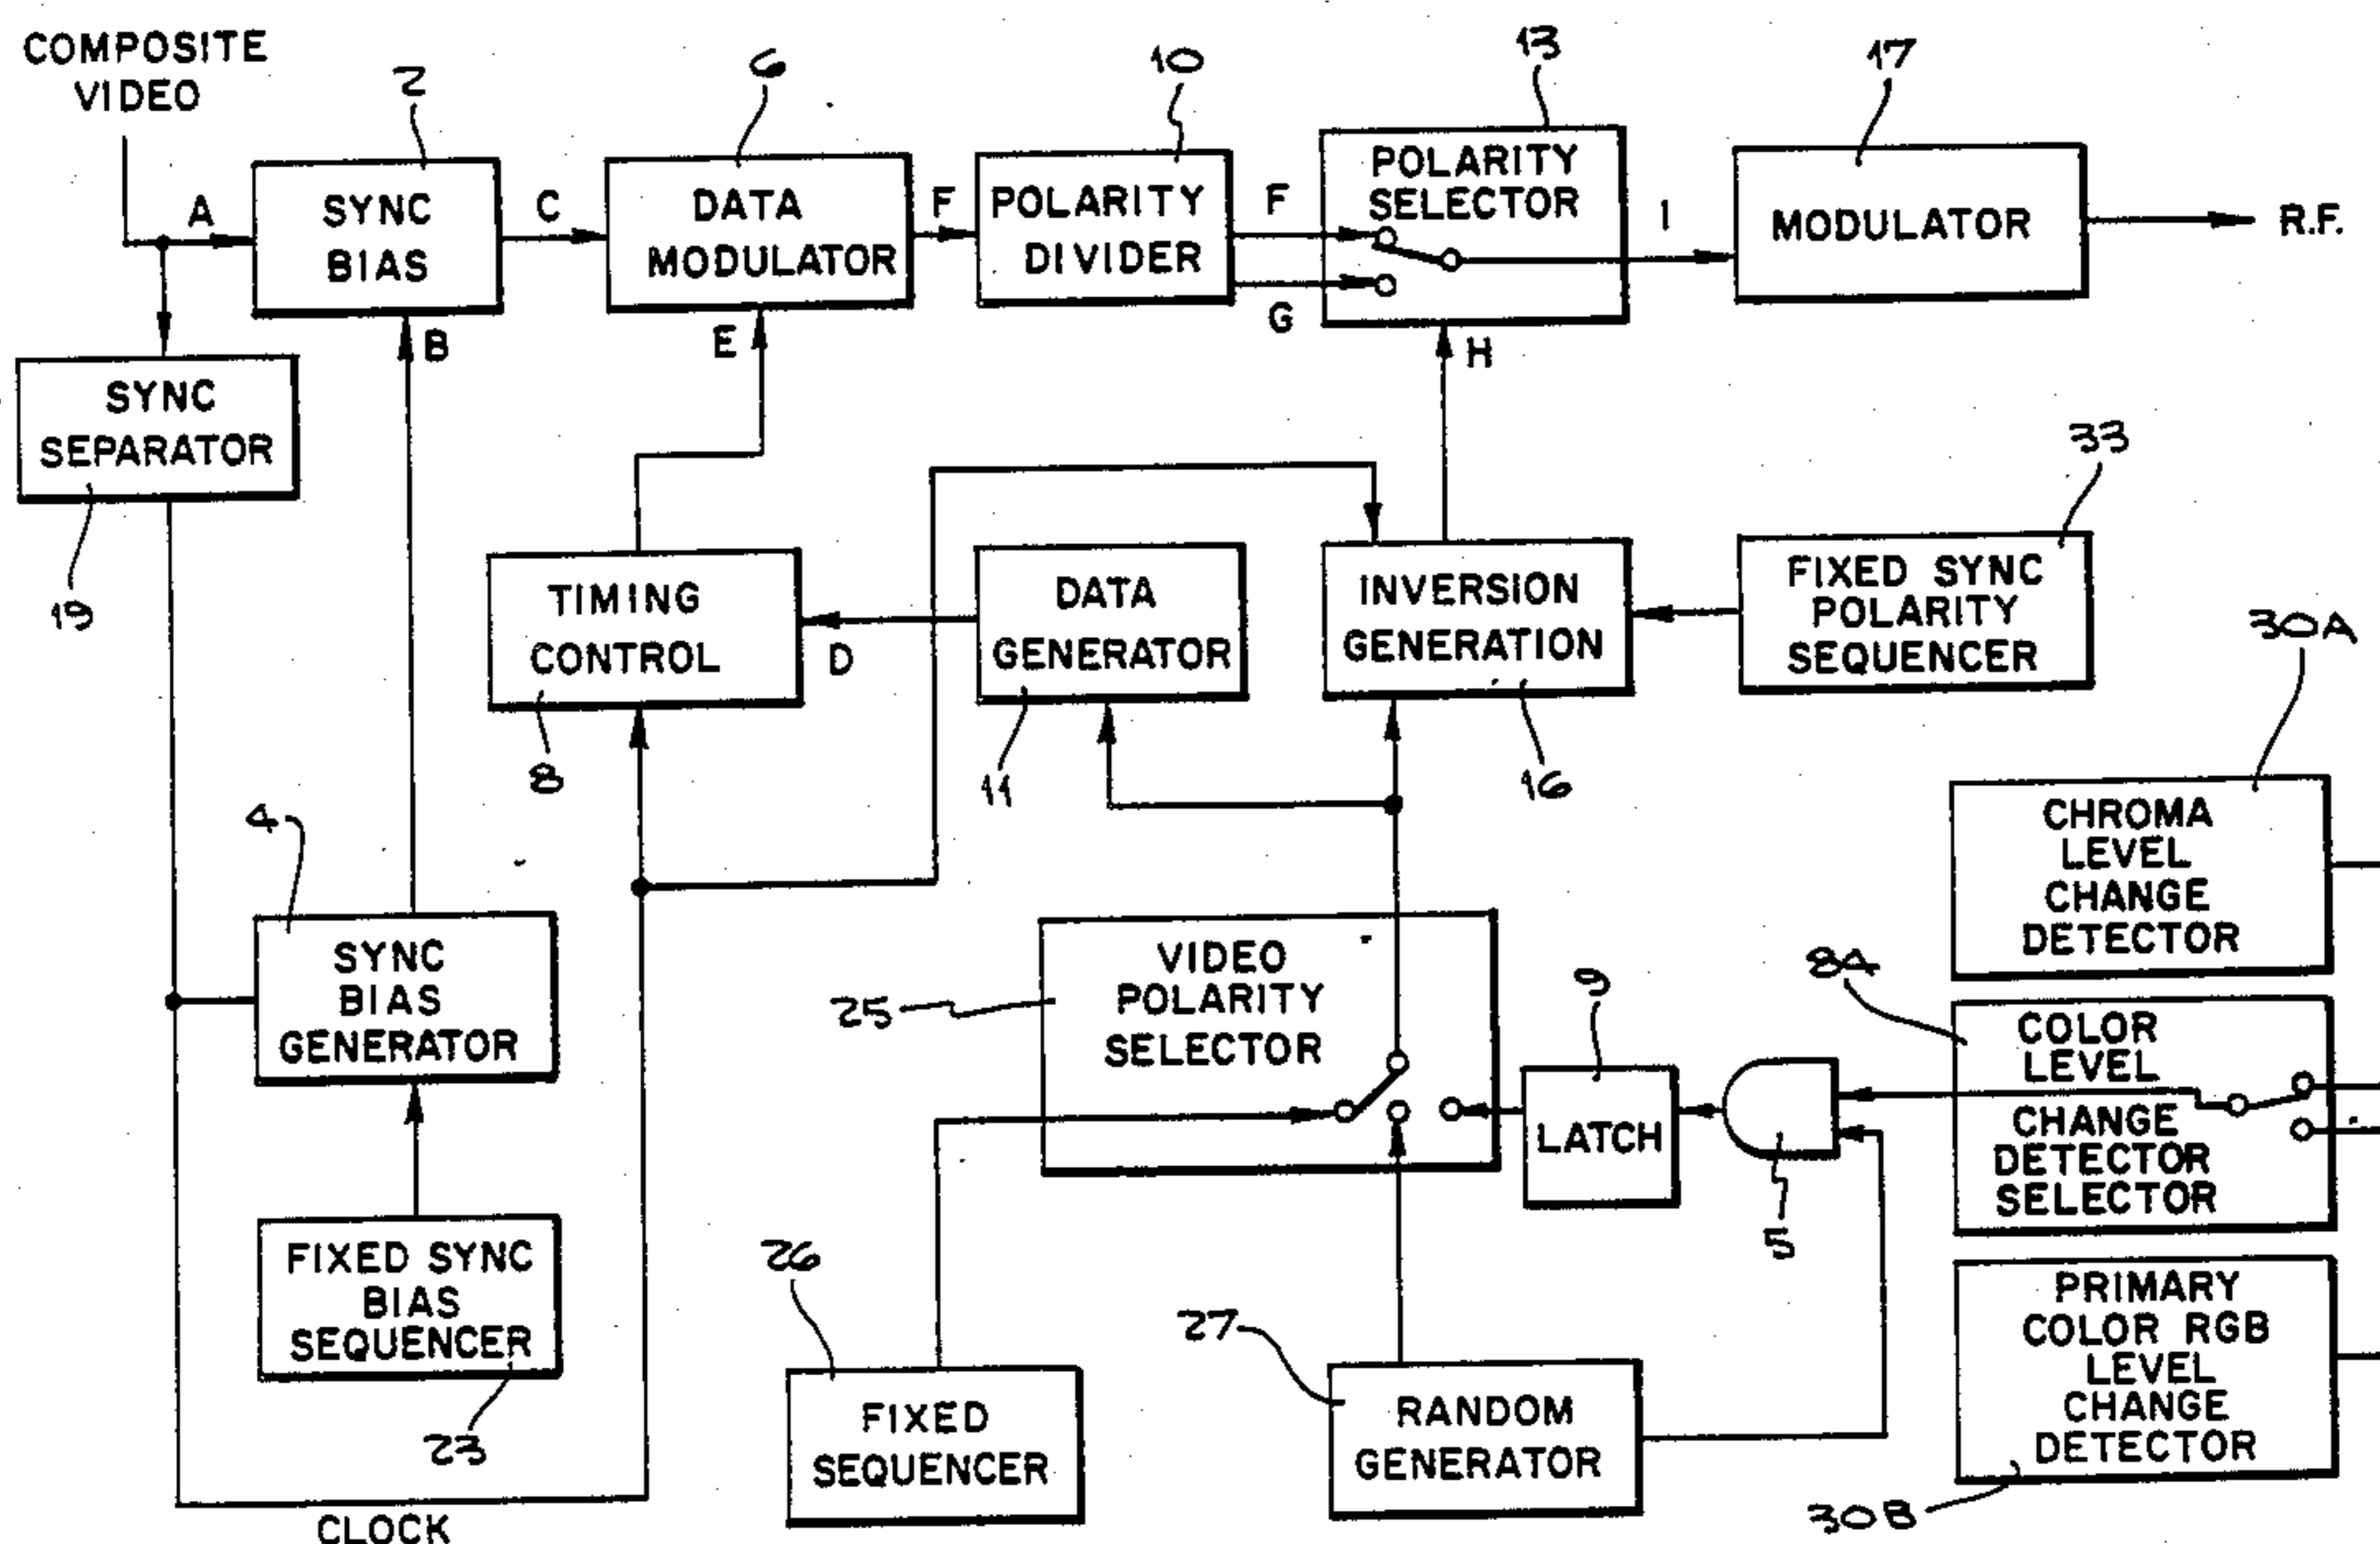 COMPOSITE
VIDEO
2
6
10
13
17
A
SYNC
BIAS
C
DATA
MODULATOR
F
POLARITY
DIVIDER
F
G
POLARITY
SELECTOR
I
MODULATOR
R.F.
B
E
H
SYNC
SEPARATOR
19
33
TIMING
CONTROL
8
D
DATA
GENERATOR
11
INVERSION
GENERATION
16
FIXED SYNC
POLARITY
SEQUENCER
30A
CHROMA
LEVEL
CHANGE
DETECTOR
4
SYNC
BIAS
GENERATOR
25
VIDEO
POLARITY
SELECTOR
9
LATCH
5
8A
COLOR
LEVEL
CHANGE
DETECTOR
SELECTOR
FIXED SYNC
BIAS
SEQUENCER
23
26
FIXED
SEQUENCER
27
RANDOM
GENERATOR
PRIMARY
COLOR RGB
LEVEL
CHANGE
DETECTOR
30B
CLOCK